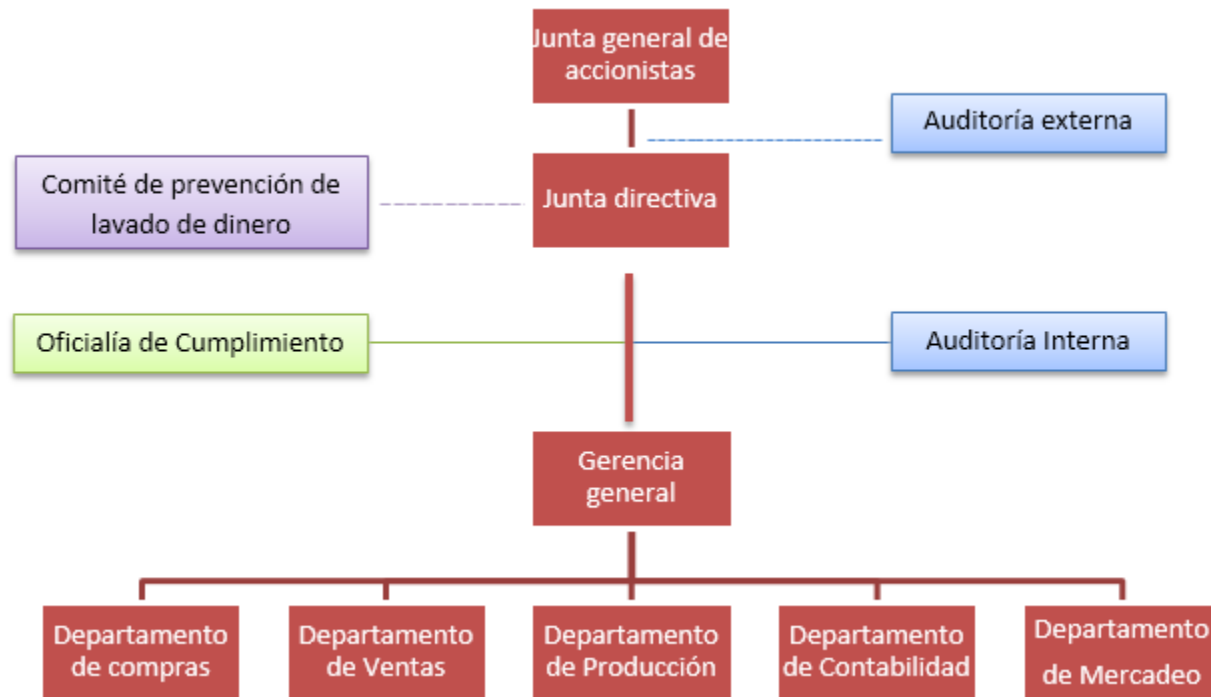 Junta general de
accionistas
Auditoría externa
Comité de prevención de
lavado de dinero
Junta directiva
Oficialía de Cumplimiento
Auditoría Interna
Gerencia
general
Departamento
de compras
Departamento
de Ventas
Departamento
de Producción
Departamento
de Contabilidad
Departamento
de Mercadeo